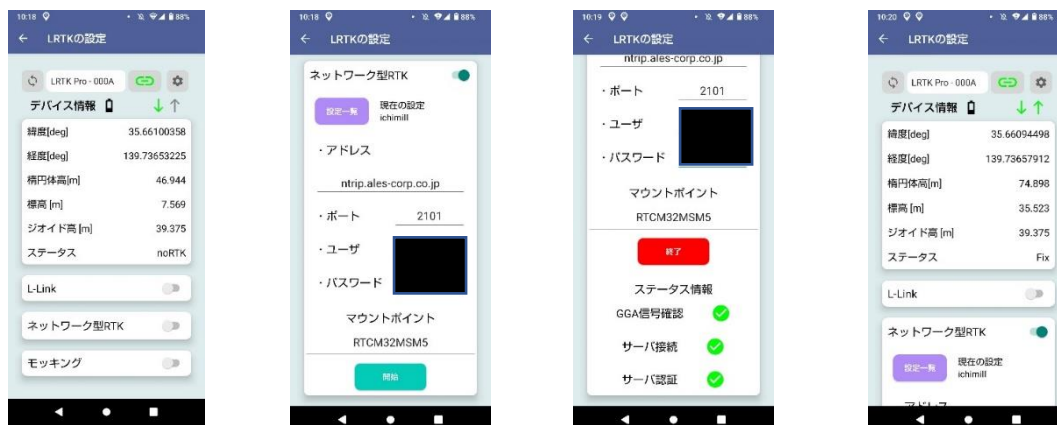 10:18 88%
← LRTKの設定
LRTK Pro - 000A
デバイス情報
緯度[deg] 35.66100358
経度[deg] 139.73653225
楕円体高[m] 46.944
標高 [m] 7.569
ジオイド高 [m] 39.375
ステータス noRTK
L-Link
ネットワーク型RTK
モッキング
10:18 88%
← LRTKの設定
ネットワーク型RTK
設定一覧 現在の設定
ichimill
・アドレス
ntrip.ales-corp.co.jp
・ポート 2101
・ユーザ
・パスワード
マウントポイント
RTCM32MSM5
開始
10:19 88%
← LRTKの設定
ntrip.ales-corp.co.jp
・ポート 2101
・ユーザ
・パスワード
マウントポイント
RTCM32MSM5
終了
ステータス情報
GGA信号確認
サーバ接続
サーバ認証
10:20 88%
← LRTKの設定
LRTK Pro - 000A
デバイス情報
緯度[deg] 35.66094498
経度[deg] 139.73657912
楕円体高[m] 74.898
標高 [m] 35.523
ジオイド高 [m] 39.375
ステータス Fix
L-Link
ネットワーク型RTK
設定一覧 現在の設定
ichimill